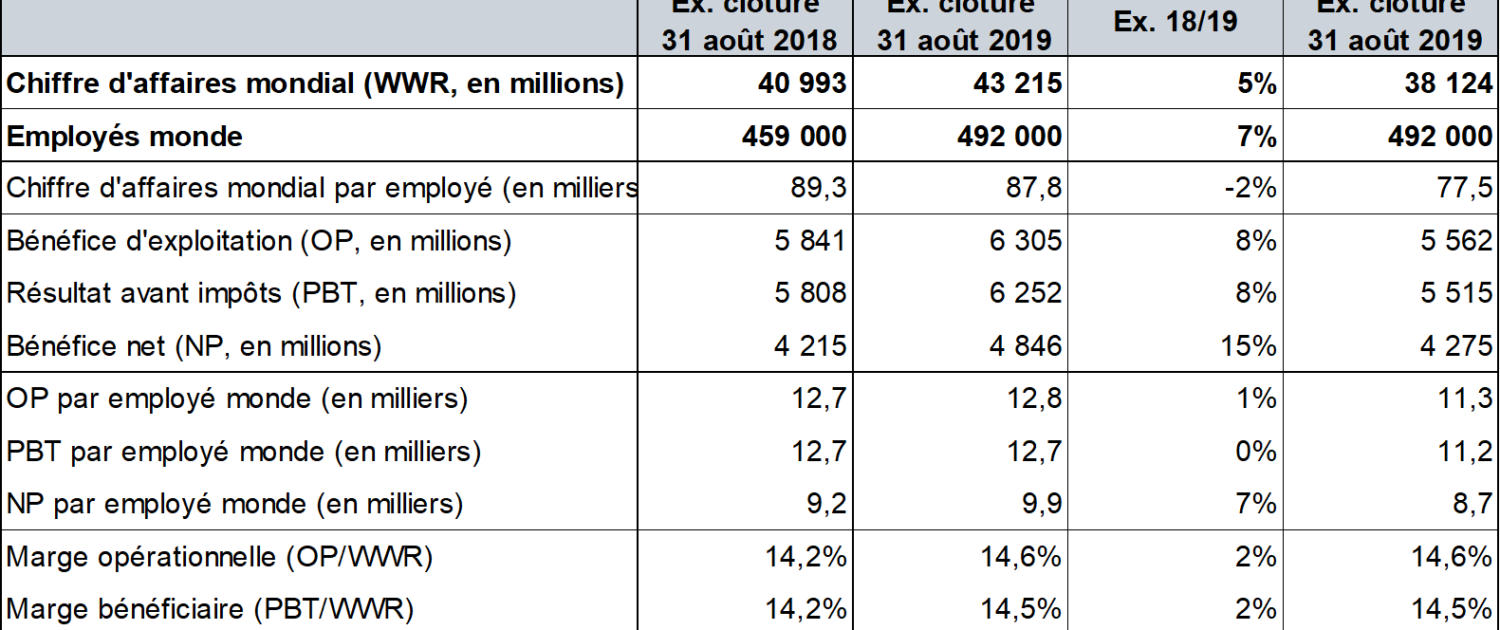 Ex. clôture Ex. clôture Ex. 18/19 Ex. clôture
31 août 2018 31 août 2019 31 août 2019
Chiffre d'affaires mondial (WWR, en millions) 40 993 43 215 5% 38 124
Employés monde 459 000 492 000 7% 492 000
Chiffre d'affaires mondial par employé (en milliers 89,3 87,8 -2% 77,5
Bénéfice d'exploitation (OP, en millions) 5 841 6 305 8% 5 562
Résultat avant impôts (PBT, en millions) 5 808 6 252 8% 5 515
Bénéfice net (NP, en millions) 4 215 4 846 15% 4 275
OP par employé monde (en milliers) 12,7 12,8 1% 11,3
PBT par employé monde (en milliers) 12,7 12,7 0% 11,2
NP par employé monde (en milliers) 9,2 9,9 7% 8,7
Marge opérationnelle (OP/WWR) 14,2% 14,6% 2% 14,6%
Marge bénéficiaire (PBT/WWR) 14,2% 14,5% 2% 14,5%